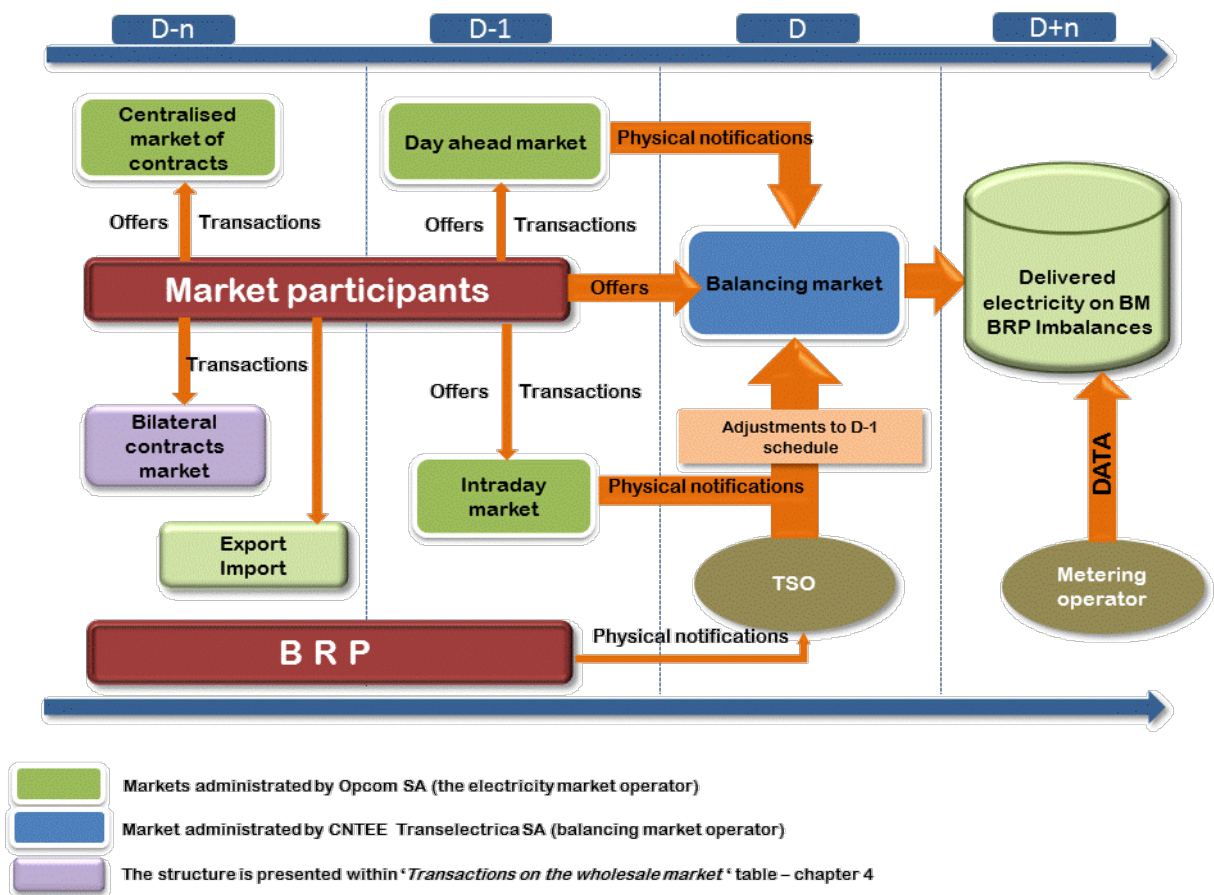 D-n
D-1
D
D+n
Centralised
market of
contracts
Day ahead market
Physical notifications
Offers
Transactions
Offers
Transactions
Market participants
Offers
Balancing market
Delivered
electricity on BM
BRP Imbalances
Transactions
Offers
Transactions
Bilateral
contracts
market
Adjustments to D-1
schedule
Intraday
market
Physical notifications
DATA
Export
Import
TSO
Metering
operator
B R P
Physical notifications
Markets administrated by Opcom SA (the electricity market operator)
Market administrated by CNTEE Transelectrica SA (balancing market operator)
The structure is presented within ‘Transactions on the wholesale market‘ table – chapter 4